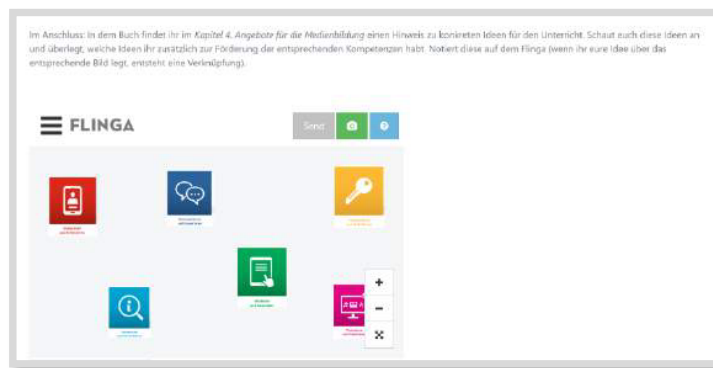 Im Anschluss: In dem Buch findet ihr im Kapitel 4. Angebote für die Medienbildung einen Hinweis zu konkreten Ideen für den Unterricht. Schaut euch diese Ideen an
und überlegt, welche Ideen ihr zusätzlich zur Förderung der entsprechenden Kompetenzen habt. Notiert diese auf dem Flinga (wenn ihr eure Idee über das
entsprechende Bild legt, entsteht eine Verknüpfung).
FLINGA
Send